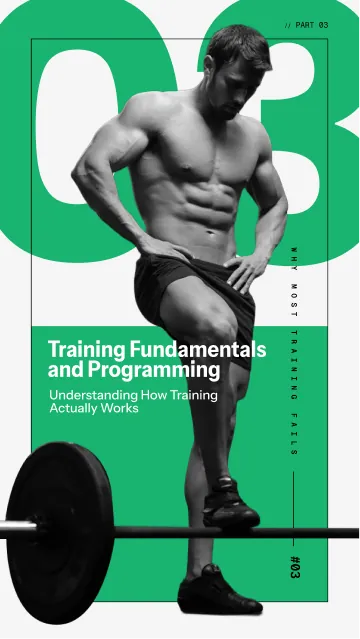 03
// PART 03
WHY MOST TRAINING FAILS
Training Fundamentals
and Programming
Understanding How Training
Actually Works
#03